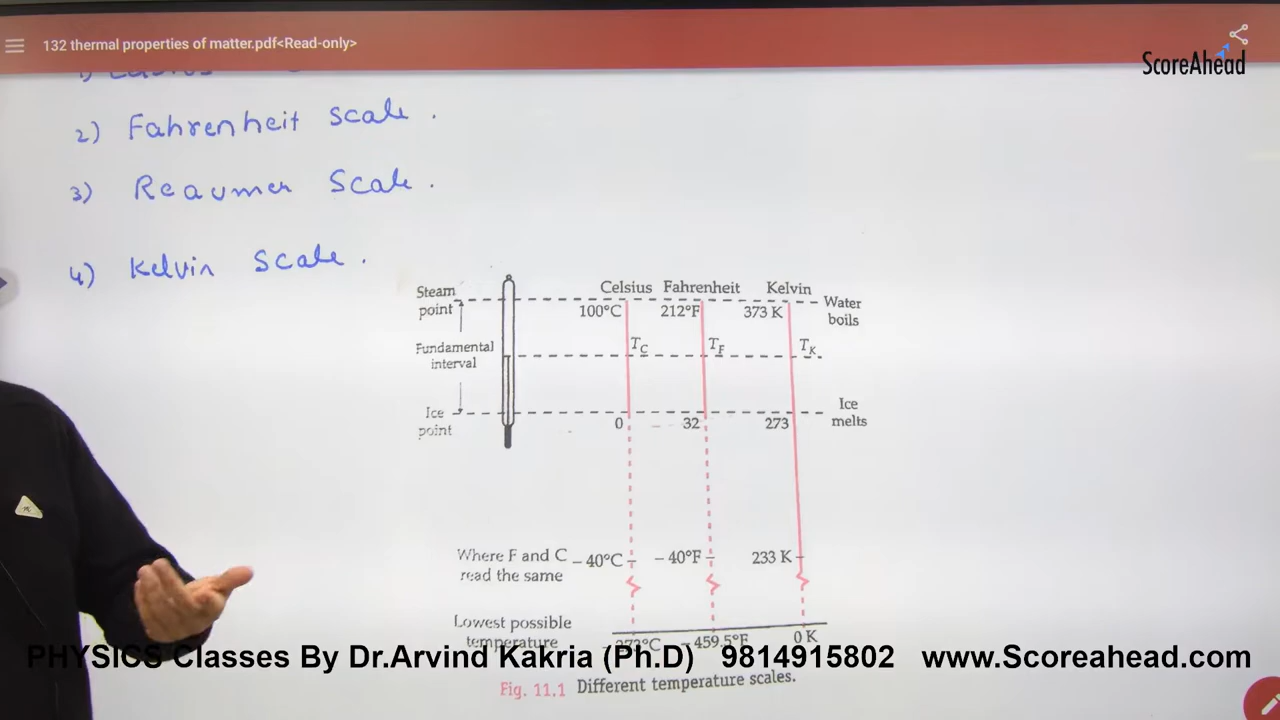 132 thermal properties of matter.pdf<Read-only>
ScoreAhead
2) Fahrenheit scale.
3) Reaumer Scale.
4) Kelvin Scale.
Celsius Fahrenheit Kelvin
Steam point
100°C 212°F 373 K
Water boils
Fundamental interval
T_C T_F T_K
Ice point
0 32 273
Ice melts
Where F and C read the same
– 40°C – 40°F 233 K
Lowest possible temperature
– 459.5°F 0 K
PHYSICS Classes By Dr.Arvind Kakria (Ph.D) 9814915802 www.Scoreahead.com
Fig. 11.1 Different temperature scales.